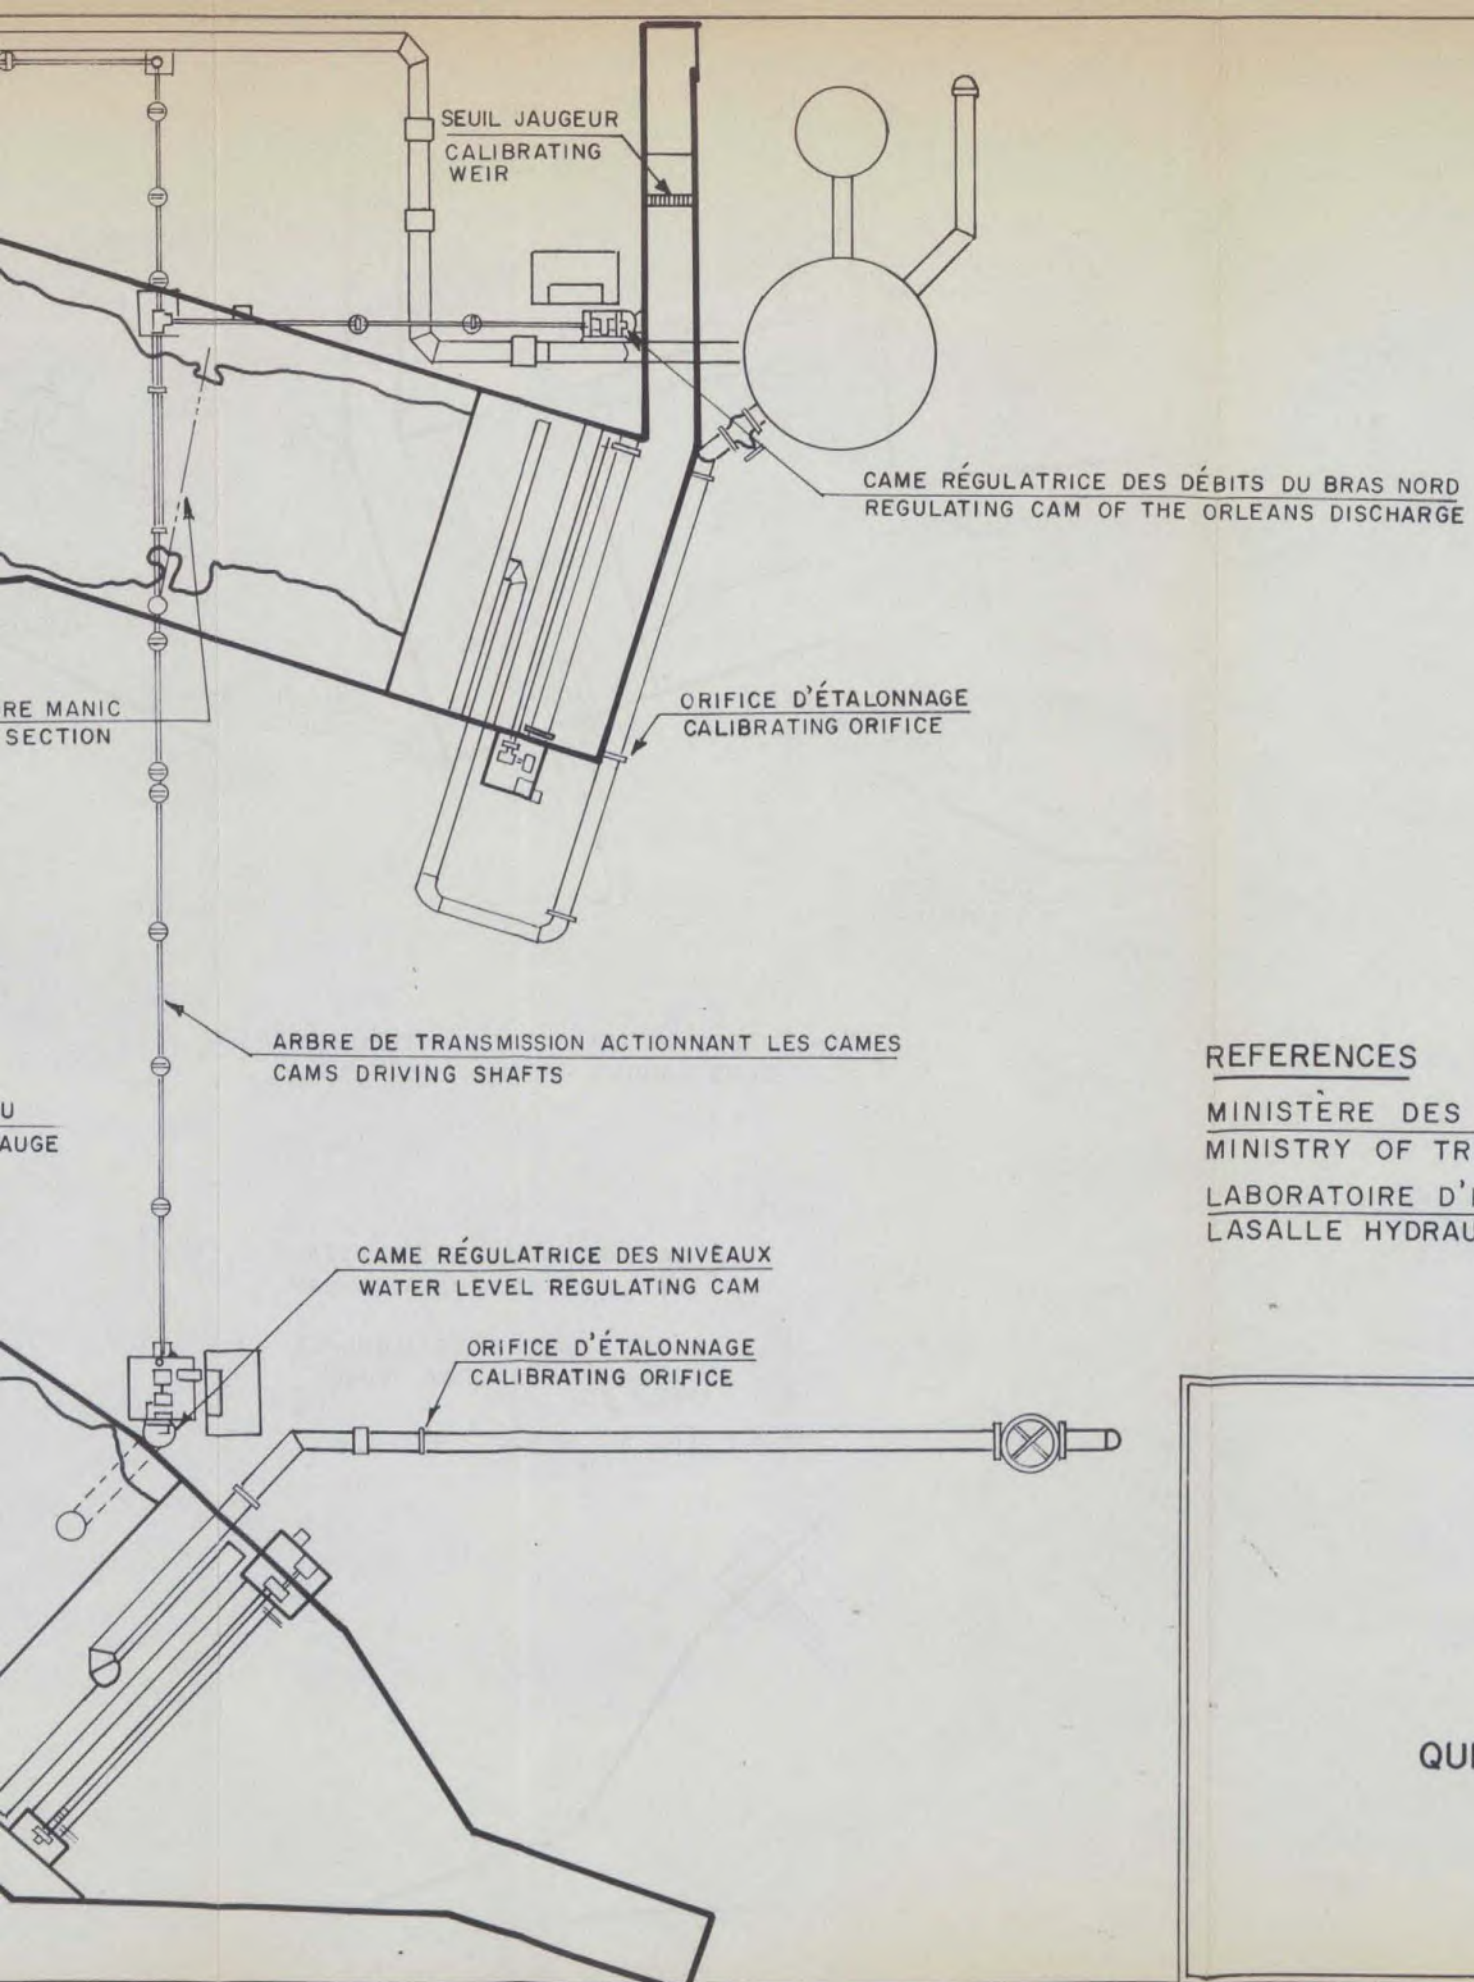 SEUIL JAUGEUR
CALIBRATING
WEIR
CAME RÉGULATRICE DES DÉBITS DU BRAS NORD
REGULATING CAM OF THE ORLEANS DISCHARGE
RE MANIC
SECTION
ORIFICE D'ÉTALONNAGE
CALIBRATING ORIFICE
ARBRE DE TRANSMISSION ACTIONNANT LES CAMES
CAMS DRIVING SHAFTS
U
AUGE
REFERENCES
MINISTÈRE DES
MINISTRY OF TR
LABORATOIRE D'
LASALLE HYDRAU
CAME RÉGULATRICE DES NIVEAUX
WATER LEVEL REGULATING CAM
ORIFICE D'ÉTALONNAGE
CALIBRATING ORIFICE
QU